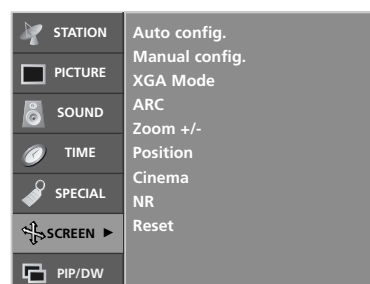 STATION
PICTURE
SOUND
TIME
SPECIAL
SCREEN ►
PIP/DW
Auto config.
Manual config.
XGA Mode
ARC
Zoom +/-
Position
Cinema
NR
Reset